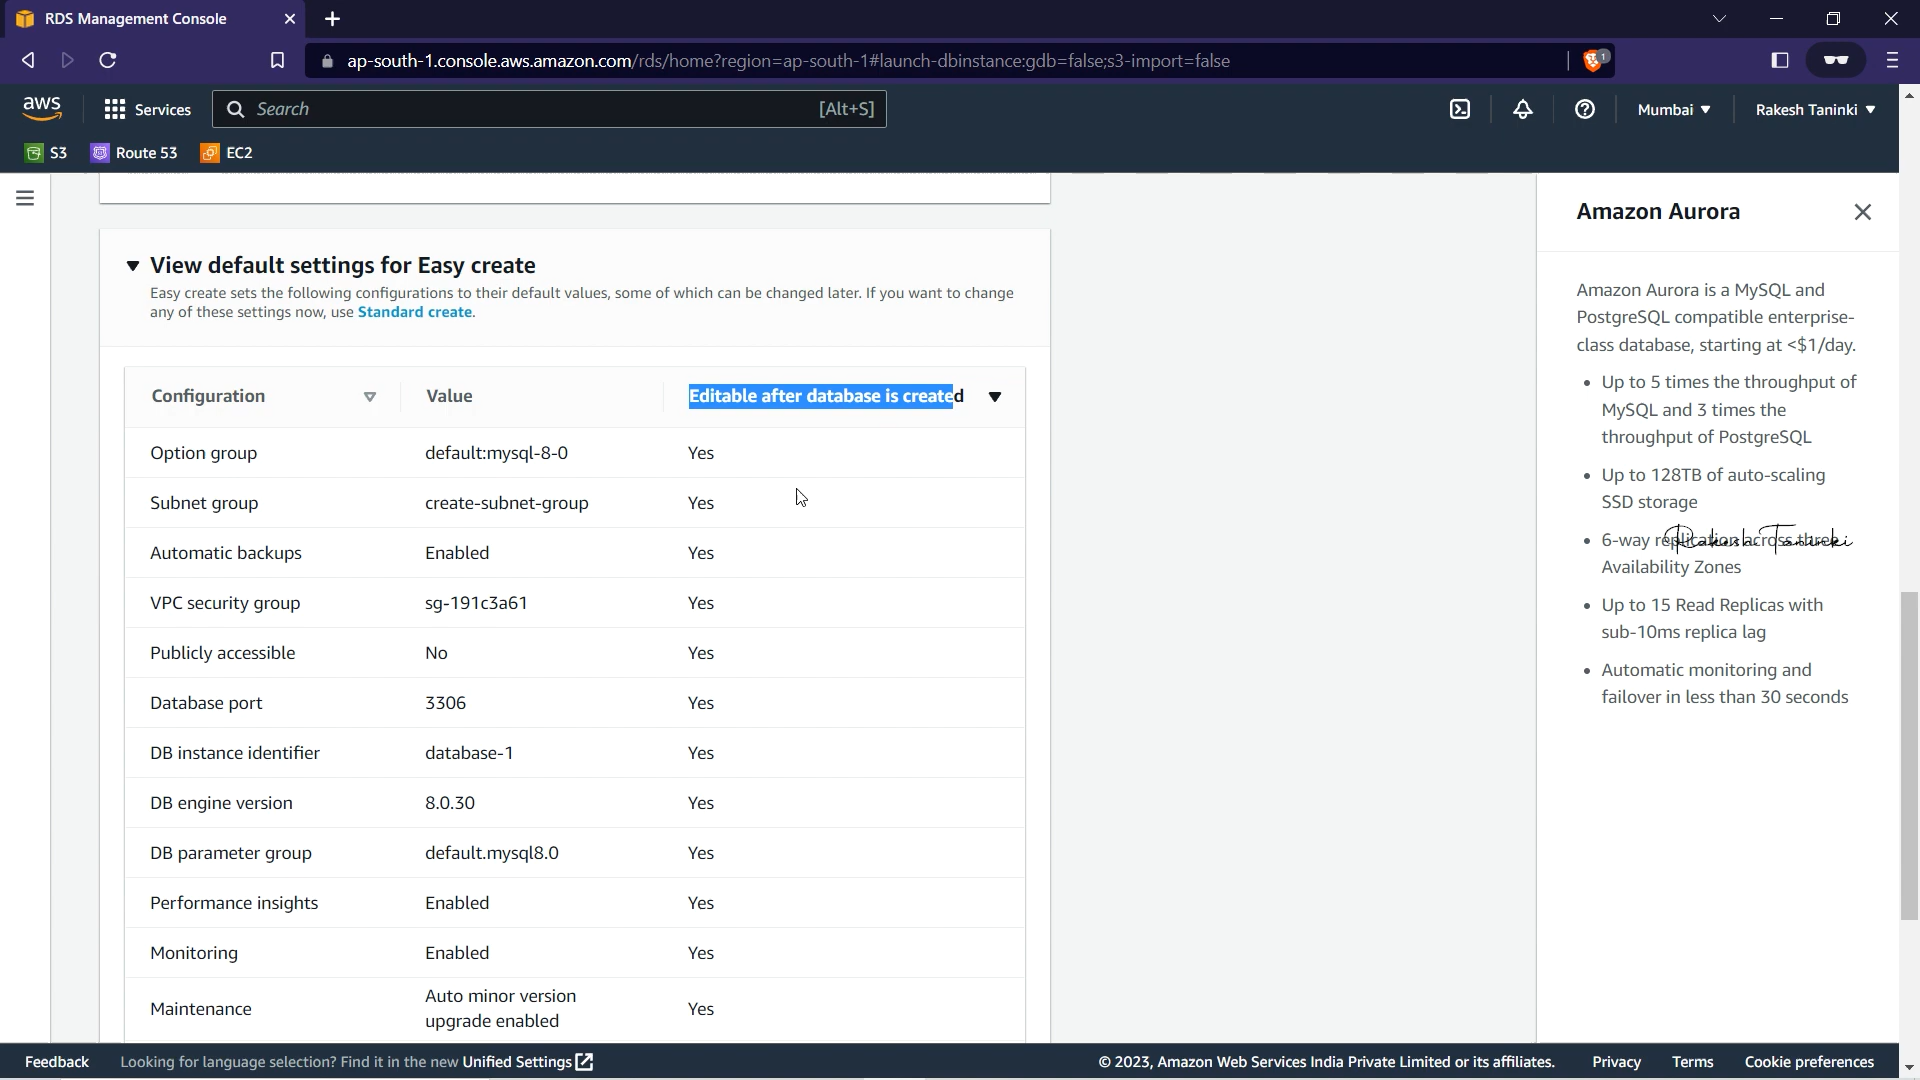 RDS Management Console
ap-south-1.console.aws.amazon.com/rds/home?region=ap-south-1#launch-dbinstance:gdb=false;s3-import=false
1
aws
Services
Search
[Alt+S]
Mumbai
Rakesh Taninki
S3
Route 53
EC2
View default settings for Easy create
Easy create sets the following configurations to their default values, some of which can be changed later. If you want to change
any of these settings now, use Standard create.
Configuration Value Editable after database is created
Option group default:mysql-8-0 Yes
Subnet group create-subnet-group Yes
Automatic backups Enabled Yes
VPC security group sg-191c3a61 Yes
Publicly accessible No Yes
Database port 3306 Yes
DB instance identifier database-1 Yes
DB engine version 8.0.30 Yes
DB parameter group default.mysql8.0 Yes
Performance insights Enabled Yes
Monitoring Enabled Yes
Maintenance Auto minor version
upgrade enabled Yes
Amazon Aurora
Amazon Aurora is a MySQL and
PostgreSQL compatible enterprise-
class database, starting at <$1/day.
Up to 5 times the throughput of
MySQL and 3 times the
throughput of PostgreSQL
Up to 128TB of auto-scaling
SSD storage
6-way replication across three
Availability Zones
Rakesh Taninki
Up to 15 Read Replicas with
sub-10ms replica lag
Automatic monitoring and
failover in less than 30 seconds
Feedback
Looking for language selection? Find it in the new Unified Settings
© 2023, Amazon Web Services India Private Limited or its affiliates.
Privacy
Terms
Cookie preferences